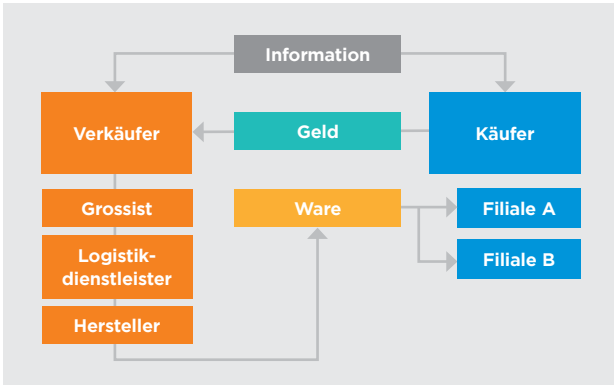 Information
Verkäufer
Geld
Käufer
Grossist
Ware
Filiale A
Logistik-
dienstleister
Filiale B
Hersteller